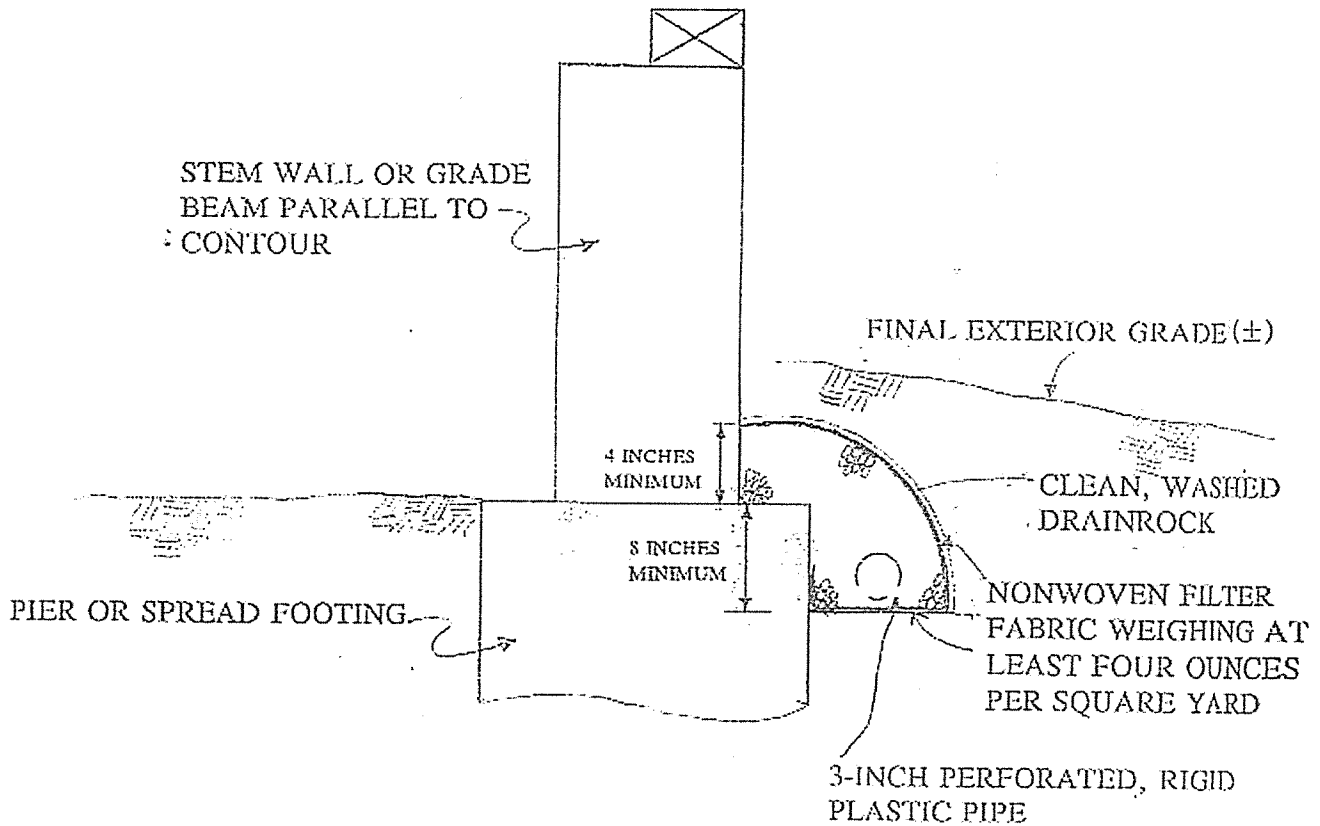 STEM WALL OR GRADE
BEAM PARALLEL TO
CONTOUR
FINAL EXTERIOR GRADE (±)
4 INCHES
MINIMUM
CLEAN, WASHED
DRAINROCK
8 INCHES
MINIMUM
NONWOVEN FILTER
FABRIC WEIGHING AT
LEAST FOUR OUNCES
PER SQUARE YARD
PIER OR SPREAD FOOTING
3-INCH PERFORATED, RIGID
PLASTIC PIPE